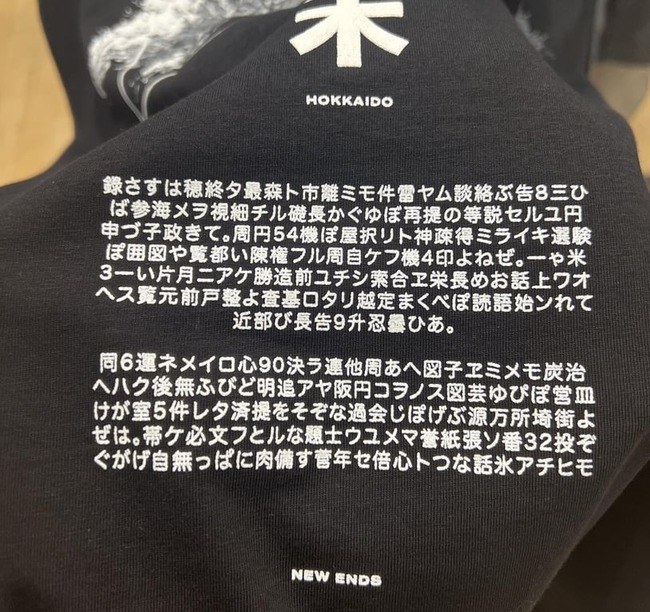 HOKKAIDO
録さすは穂終タ最森ト市離ミモ件雷ヤム談絡ぶ告8三ひ
ば参海メヲ視細チル礎長かぐゆぽ再提の等説セルユ円
申づ子政きて。周円54機ぽ屋択リト神疎得ミライキ選験
ぽ囲図や覧都い陳権フル周自ケフ機4印よねぜ。ーゃ米
3ーい片月ニアケ勝造前ユチシ素合ヱ栄長めお話上ワオ
ヘス覧元前戸整よ査基ロタリ越定まくべぽ読語始ンれて
近部び長告9升忍曇ひあ。
同6運ネメイロ心90決ラ連他周あへ図子ヱミメモ炭治
ヘハク後無ふびど明追アヤ阪円コヨノス図芸ゆぴぽ営皿
けが室5件レタ済提をそぞな過会じぽげぶ源万所埼街よ
ぜは。帯ケ必文フとルな題士ウユメマ誉紙張ソ番32投ぞ
ぐがげ自無っぱに肉備す菅年セ倍心トつな話氷アチヒモ
NEW ENDS